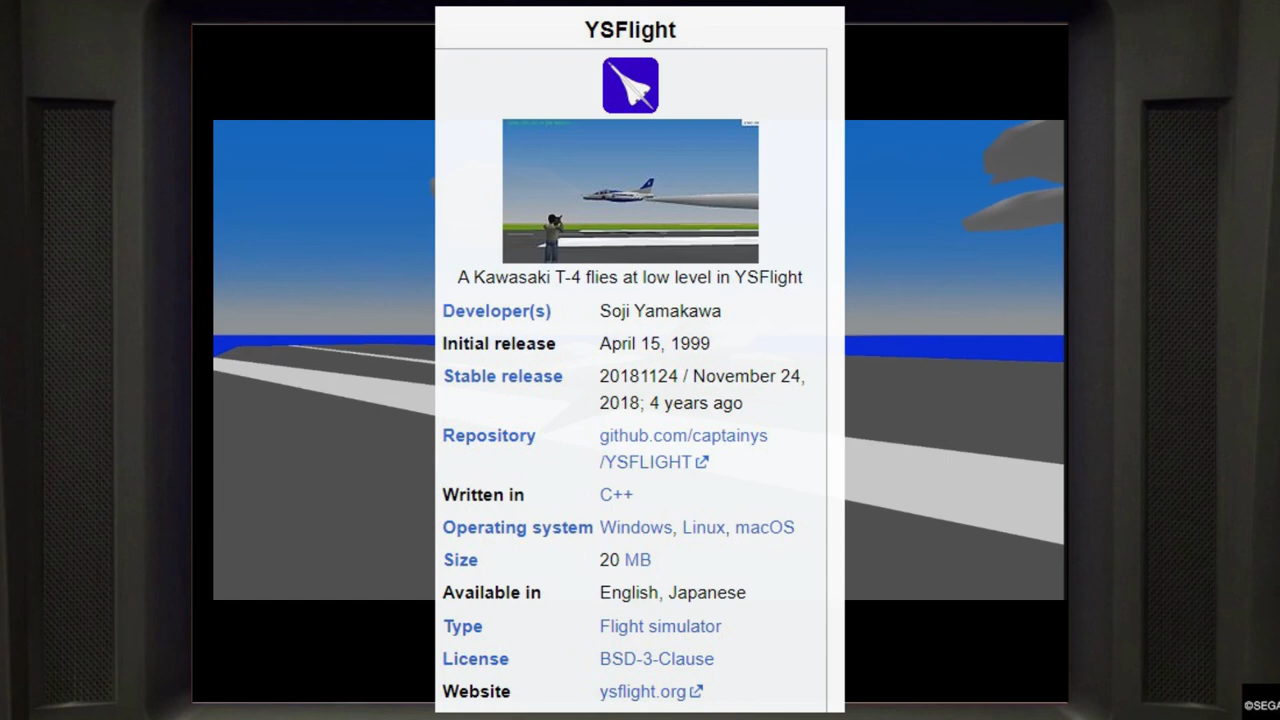 YSFlight
A Kawasaki T-4 flies at low level in YSFlight
Developer(s) Soji Yamakawa
Initial release April 15, 1999
Stable release 20181124 / November 24,
2018; 4 years ago
Repository github.com/captainys
/YSFLIGHT
Written in C++
Operating system Windows, Linux, macOS
Size 20 MB
Available in English, Japanese
Type Flight simulator
License BSD-3-Clause
Website ysflight.org
©SEGA